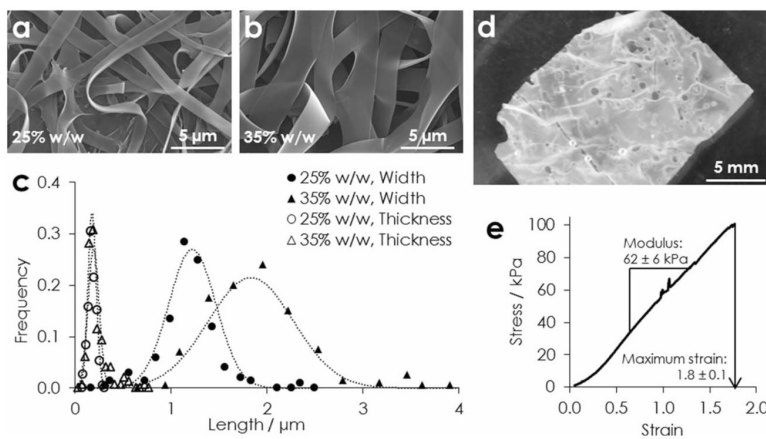 a
25% w/w
5 µm
b
35% w/w
5 µm
c
25% w/w, Width
35% w/w, Width
25% w/w, Thickness
35% w/w, Thickness
Frequency
0.4
0.3
0.2
0.1
0.0
0 1 2 3 4
Length / µm
d
5 mm
e
Stress / kPa
100
80
60
40
20
0
Modulus:
62 ± 6 kPa
Maximum strain:
1.8 ± 0.1
0.0 0.5 1.0 1.5 2.0
Strain